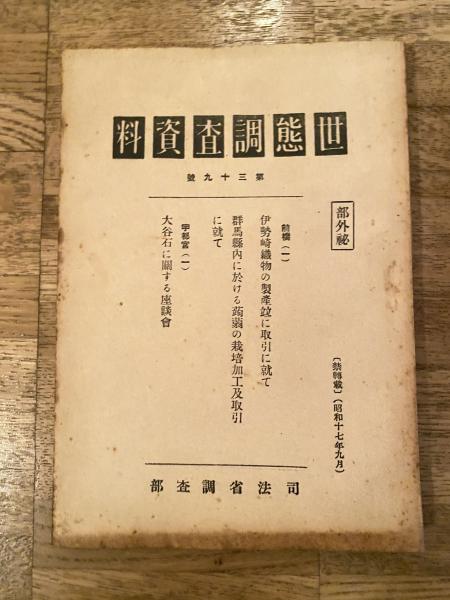 料資査調態世
號九十三第
部外祕
〔禁轉載〕(昭和十七年九月)
前橋(一)
伊勢崎織物の製產竝に取引に就て
群馬縣內に於ける蒟蒻の栽培加工及取引
に就て
宇都宮(一)
大谷石に關する座談會
部査調省法司